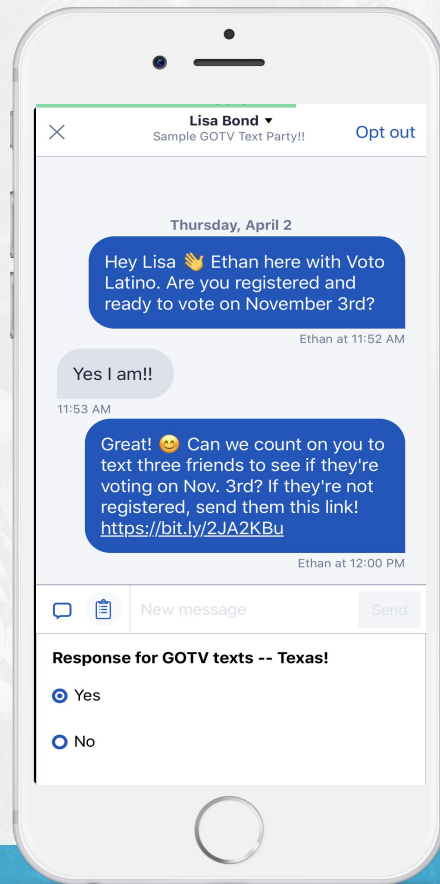 Lisa Bond ▼
Sample GOTV Text Party!!
Opt out
Thursday, April 2
Hey Lisa 👋 Ethan here with Voto
Latino. Are you registered and
ready to vote on November 3rd?
Ethan at 11:52 AM
Yes I am!!
11:53 AM
Great! 😊 Can we count on you to
text three friends to see if they're
voting on Nov. 3rd? If they're not
registered, send them this link!
https://bit.ly/2JA2KBu
Ethan at 12:00 PM
New message
Send
Response for GOTV texts -- Texas!
Yes
No